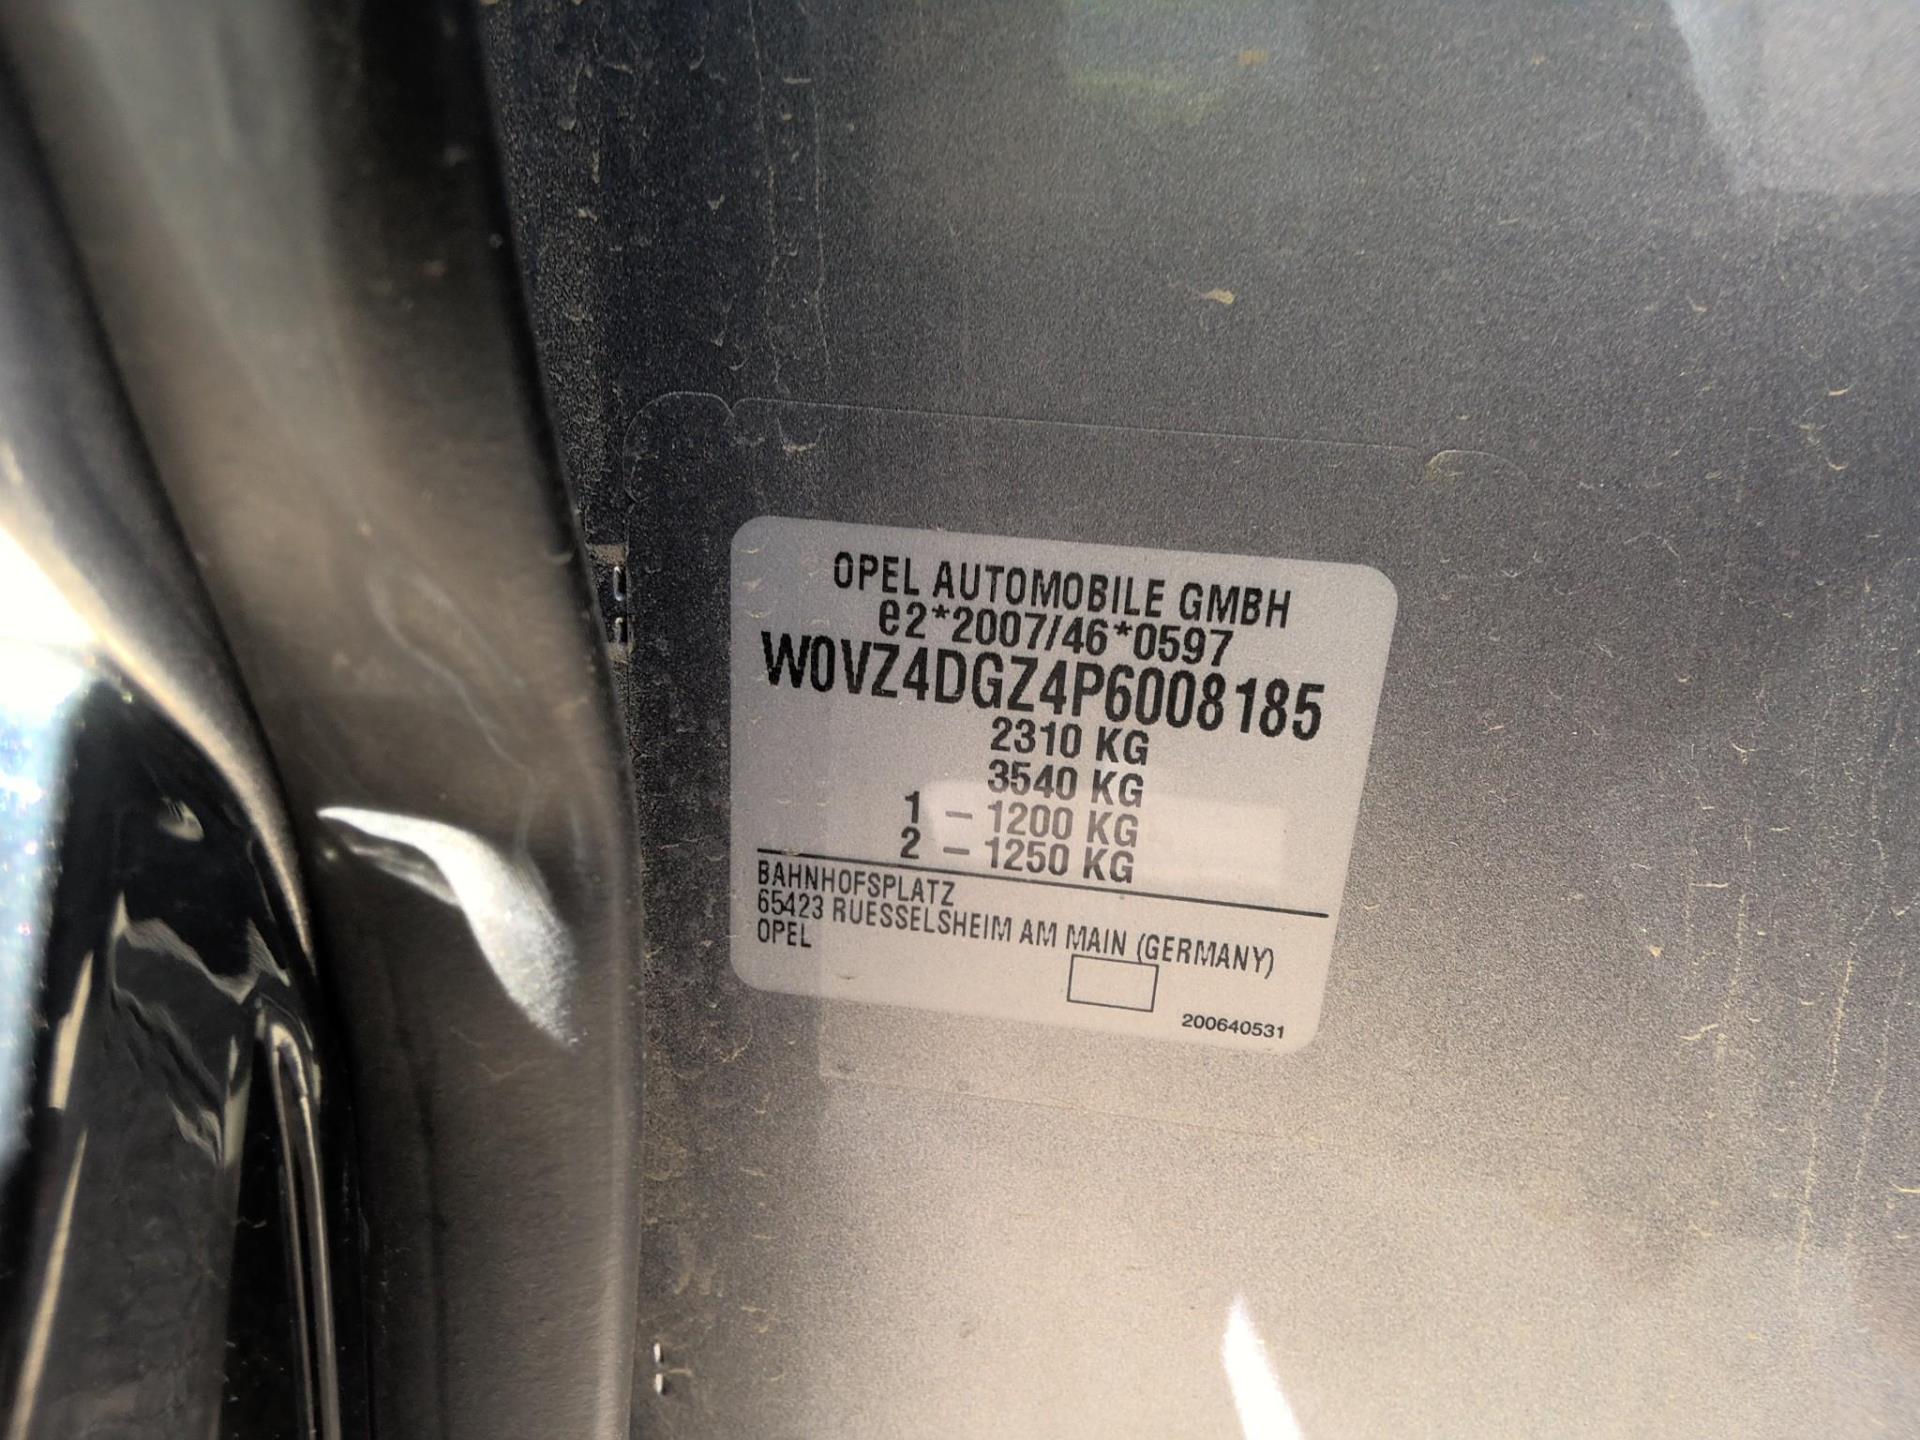 OPEL AUTOMOBILE GMBH
e2*2007/46*0597
W0VZ4DGZ4P6008185
2310 KG
3540 KG
1 - 1200 KG
2 - 1250 KG
BAHNHOFSPLATZ
65423 RUESSELSHEIM AM MAIN (GERMANY)
OPEL
200640531